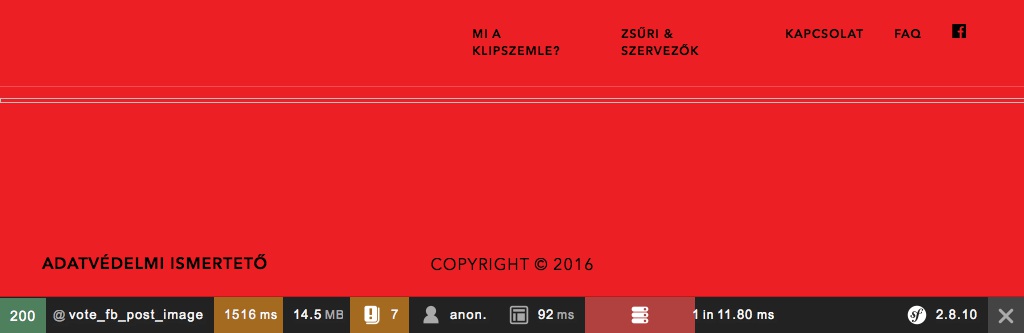 MI A
KLIPSZEMLE?
ZSŰRI &
SZERVEZŐK
KAPCSOLAT
FAQ
ADATVÉDELMI ISMERTETŐ
COPYRIGHT © 2016
200 @ vote_fb_post_image 1516 ms 14.5 MB 7 anon. 92 ms 1 in 11.80 ms sf 2.8.10